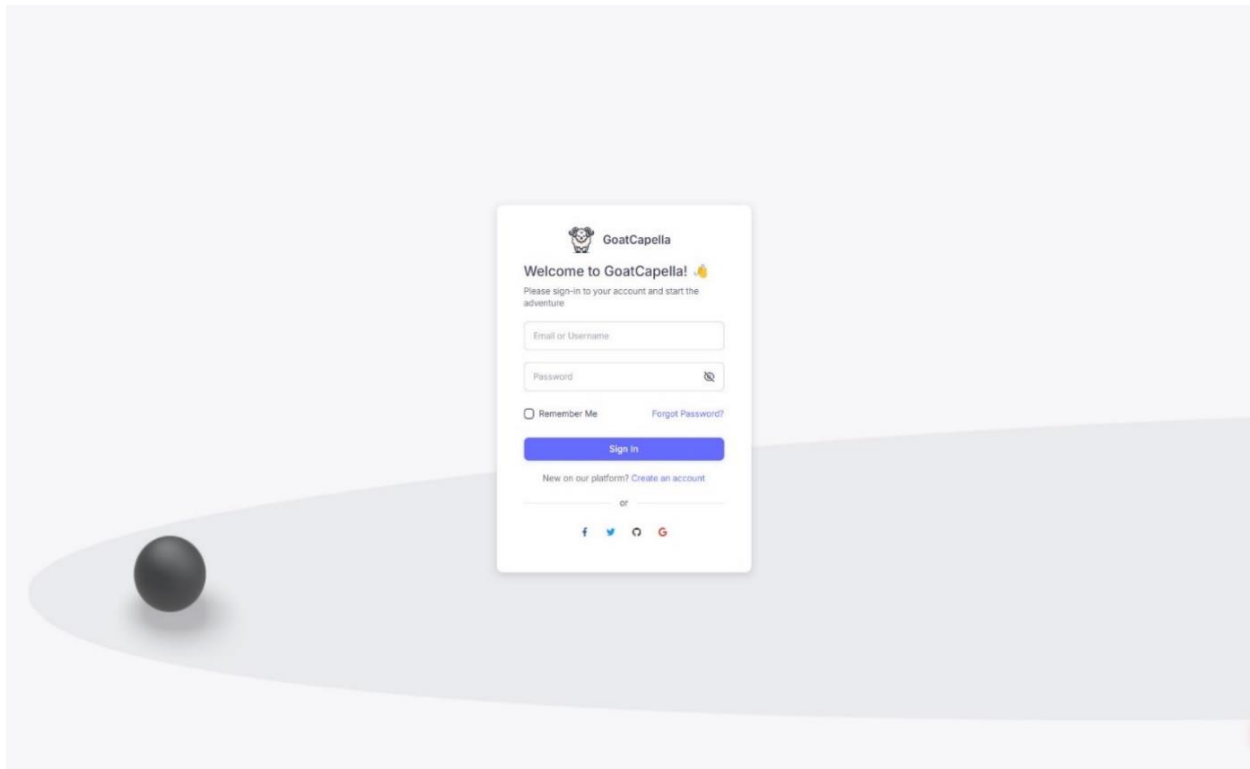 GoatCapella
Welcome to GoatCapella! 👋
Please sign-in to your account and start the
adventure
Email or Username
Password
Remember Me
Forgot Password?
Sign In
New on our platform? Create an account
or